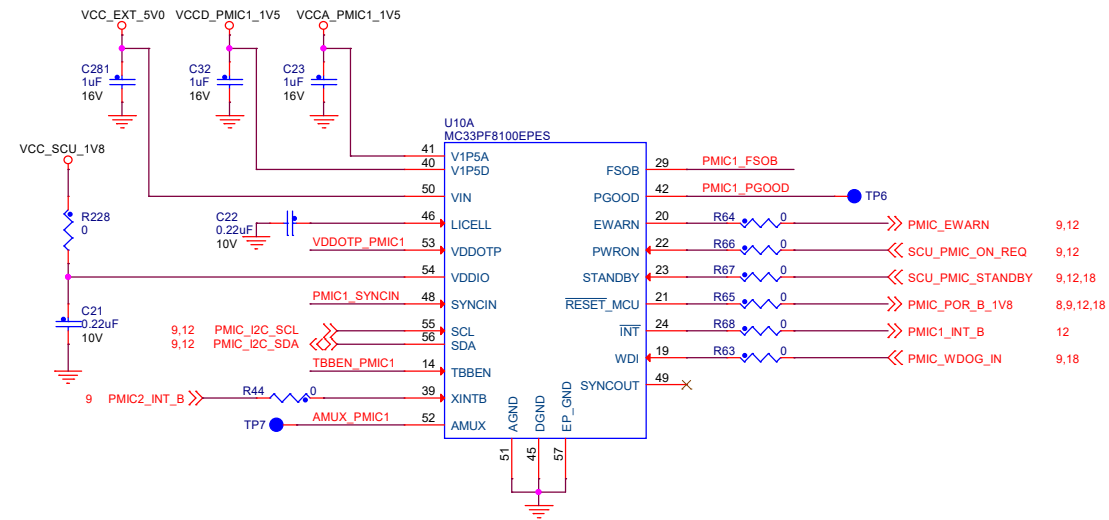 VCC_EXT_5V0 VCCD_PMIC1_1V5 VCCA_PMIC1_1V5
C281
1uF
16V
C32
1uF
16V
C23
1uF
16V
U10A
MC33PF8100EPES
VCC_SCU_1V8
R228
0
C21
0.22uF
10V
C22
0.22uF
10V
41 V1P5A
40 V1P5D
50 VIN
46 LICELL
VDDOTP_PMIC1 53 VDDOTP
54 VDDIO
PMIC1_SYNCIN 48 SYNCIN
9,12 PMIC_I2C_SCL 55 SCL
9,12 PMIC_I2C_SDA 56 SDA
TBBEN_PMIC1 14 TBBEN
9 PMIC2_INT_B R44 0 39 XINTB
TP7 AMUX_PMIC1 52 AMUX
FSOB 29 PMIC1_FSOB
PGOOD 42 PMIC1_PGOOD TP6
EWARN 20 R64 0 PMIC_EWARN 9,12
PWRON 22 R66 0 SCU_PMIC_ON_REQ 9,12
STANDBY 23 R67 0 SCU_PMIC_STANDBY 9,12,18
RESET_MCU 21 R65 0 PMIC_POR_B_1V8 8,9,12,18
INT 24 R68 0 PMIC1_INT_B 12
WDI 19 R63 0 PMIC_WDOG_IN 9,18
SYNCOUT 49
AGND DGND EP_GND
51 45 57